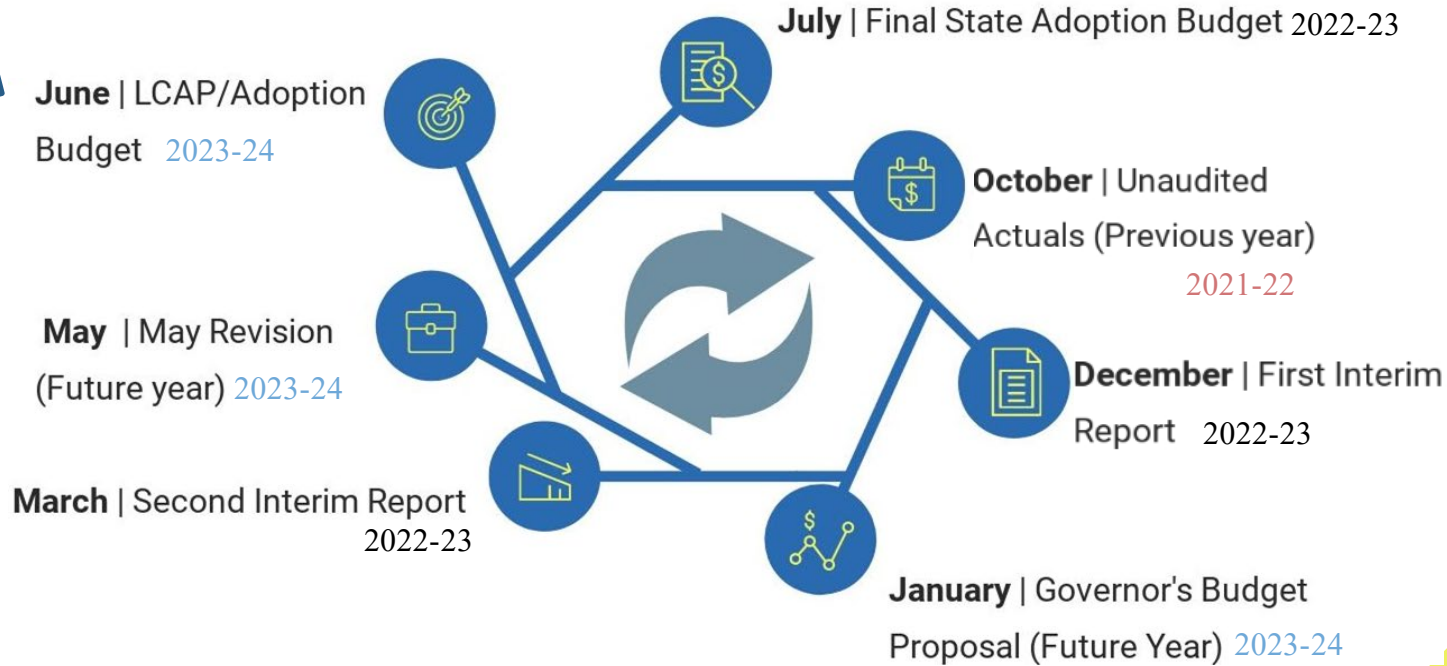 July | Final State Adoption Budget 2022-23
June | LCAP/Adoption
Budget 2023-24
October | Unaudited
Actuals (Previous year)
2021-22
May | May Revision
(Future year) 2023-24
December | First Interim
Report 2022-23
March | Second Interim Report
2022-23
January | Governor's Budget
Proposal (Future Year) 2023-24
$
$
$